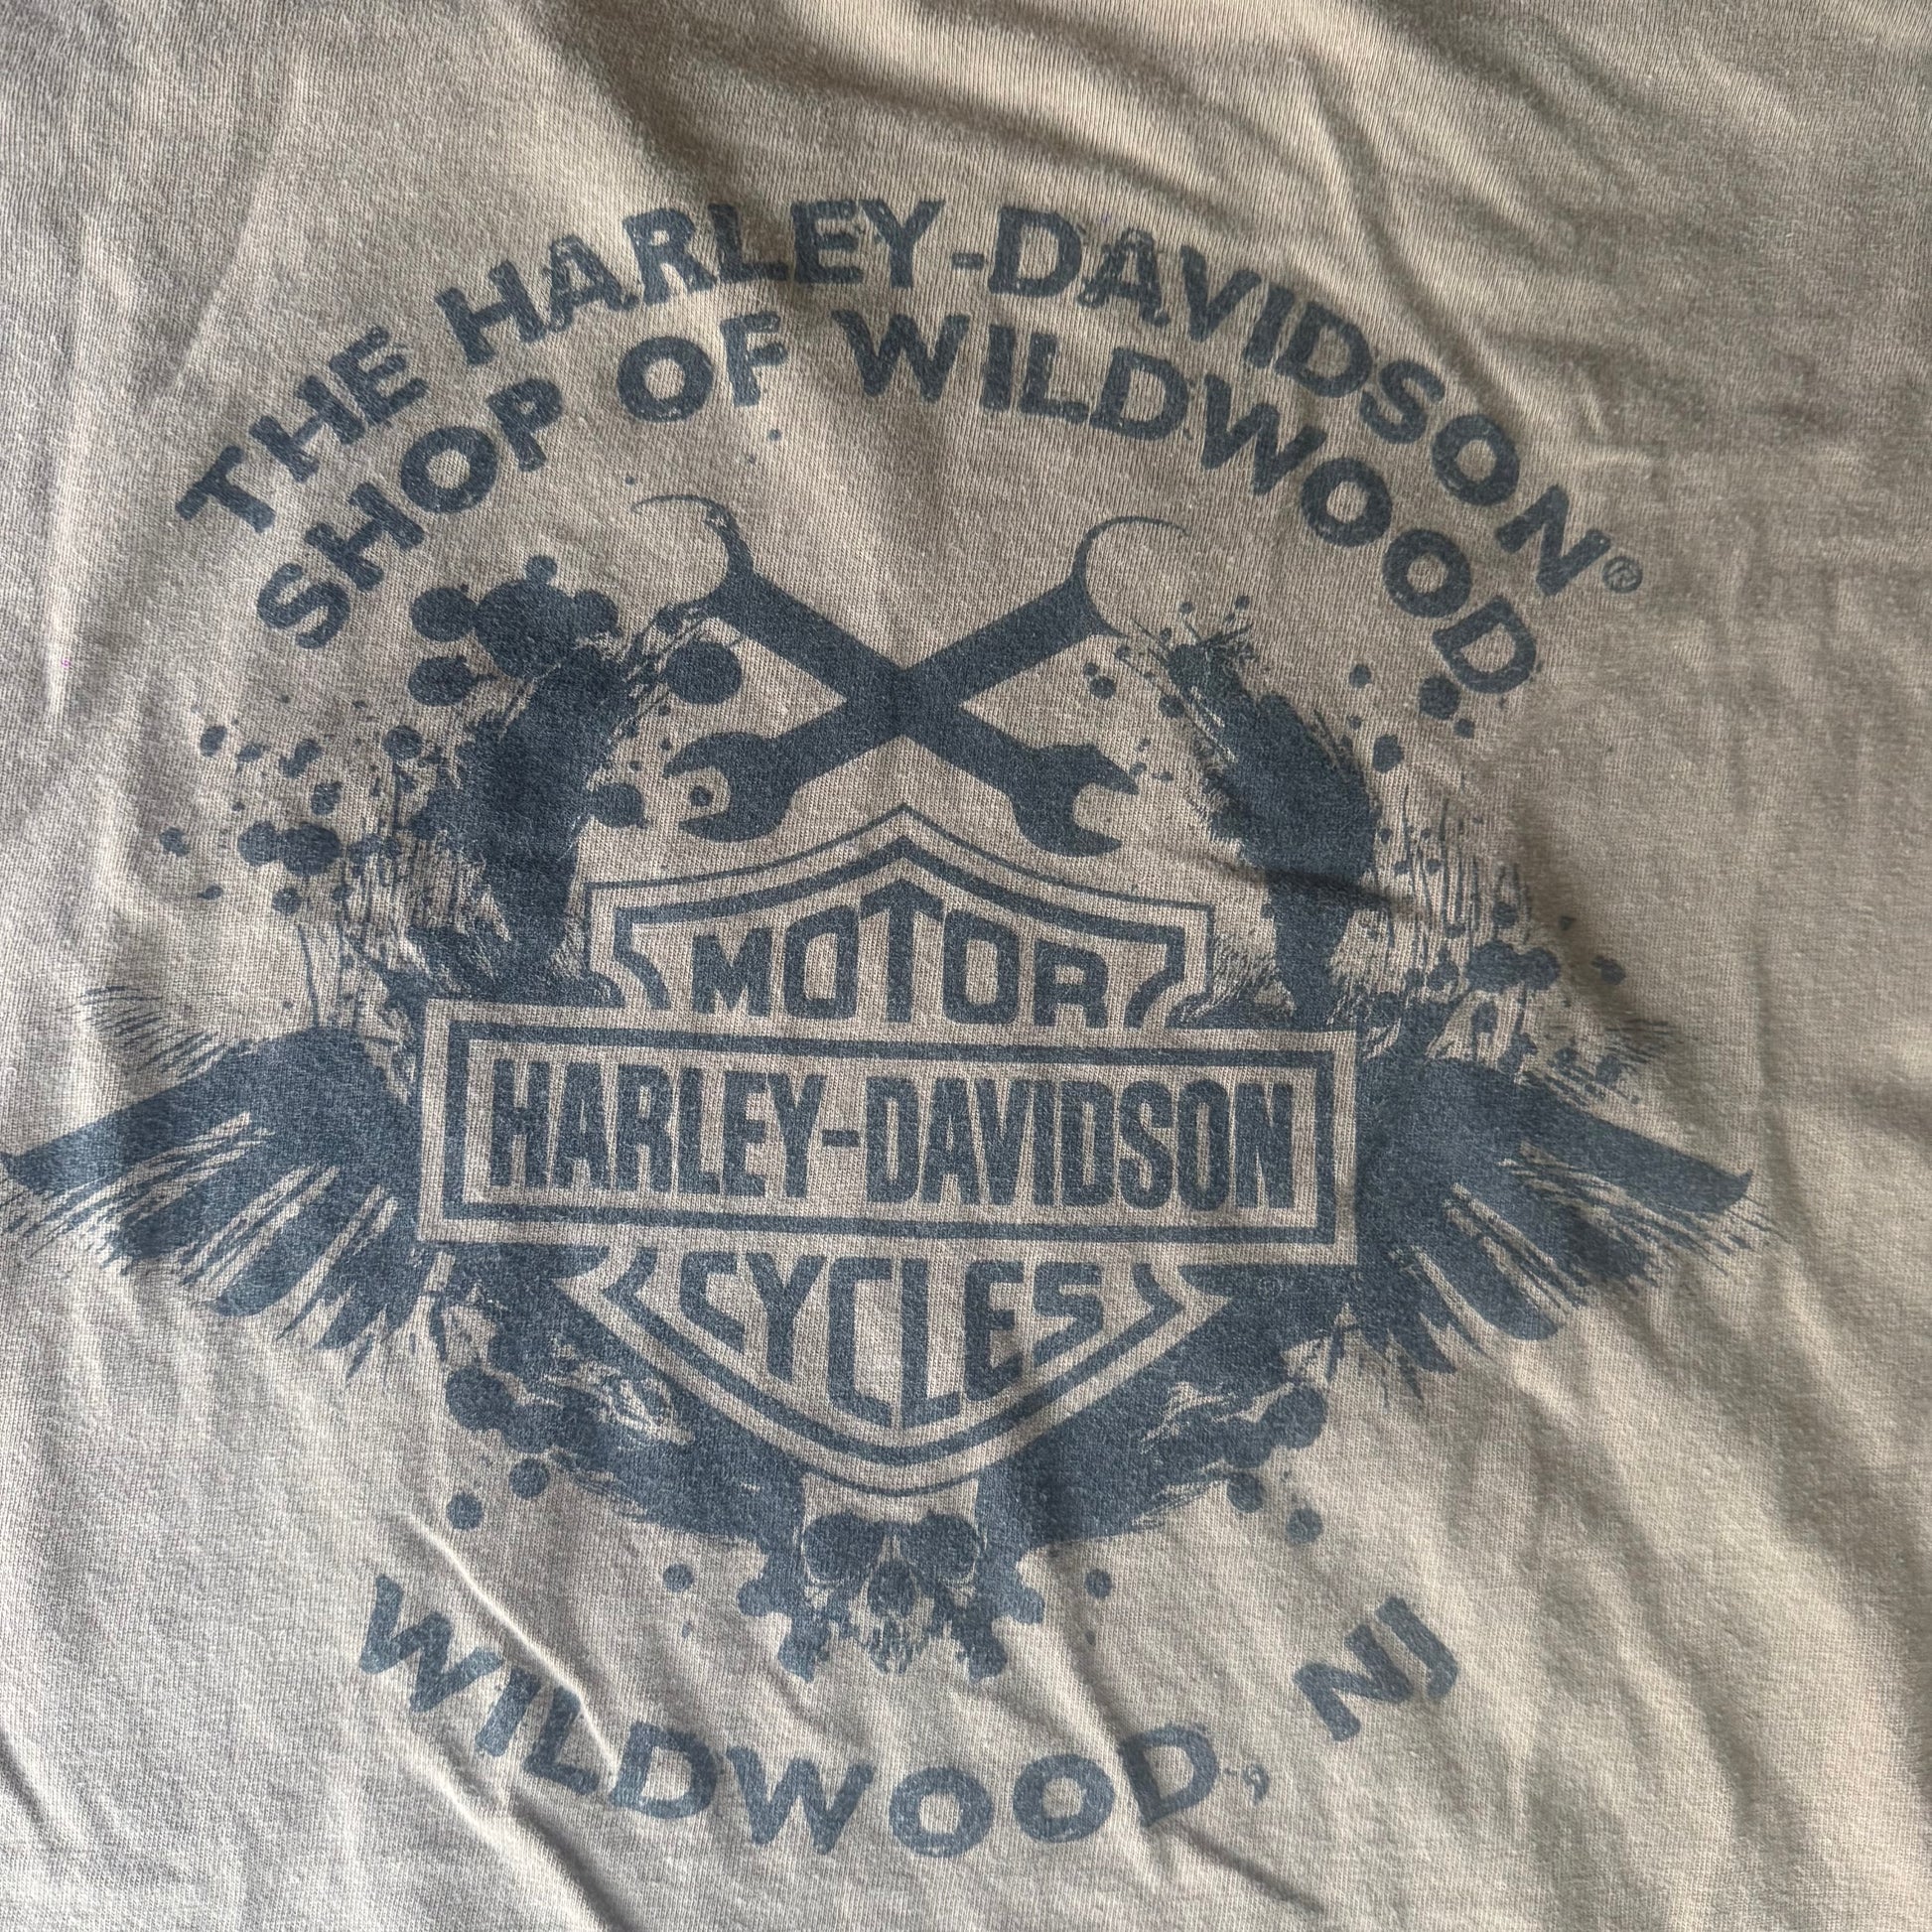 THE HARLEY-DAVIDSON®
SHOP OF WILDWOOD
MOTOR
HARLEY-DAVIDSON
CYCLES
WILDWOOD, NJ